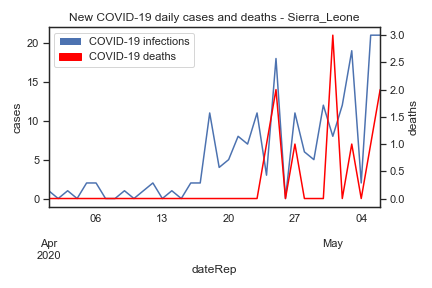 New COVID-19 daily cases and deaths - Sierra_Leone
COVID-19 infections
COVID-19 deaths
cases
20
15
10
5
0
deaths
3.0
2.5
2.0
1.5
1.0
0.5
0.0
06 13 20 27 04
Apr May
2020
dateRep